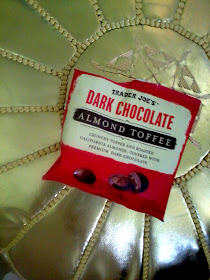 TRADER JOE'S
DARK CHOCOLATE
ALMOND TOFFEE
CRUNCHY TOFFEE AND ROASTED
CALIFORNIA ALMONDS, COVERED WITH
PREMIUM DARK CHOCOLATE